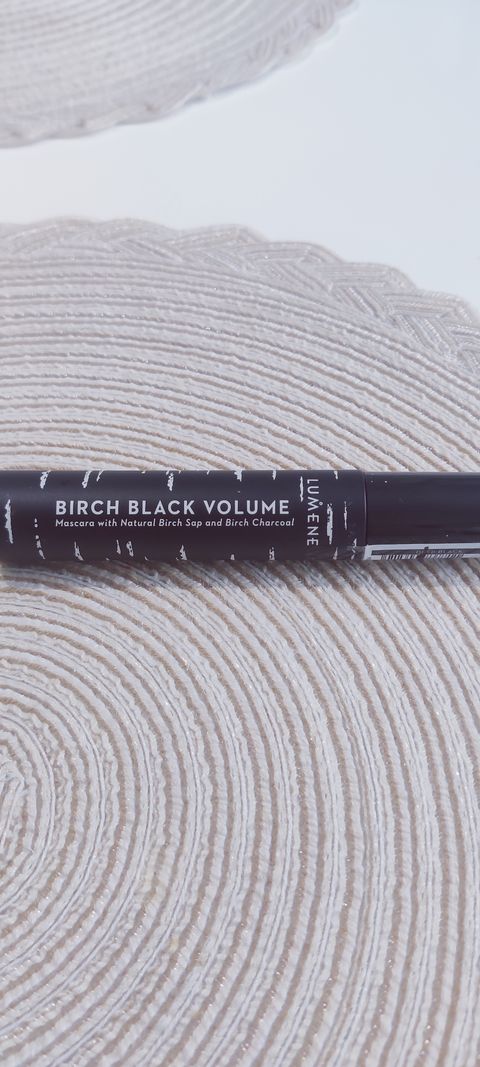 BIRCH BLACK VOLUME
Mascara with Natural Birch Sap and Birch Charcoal
LUMENE